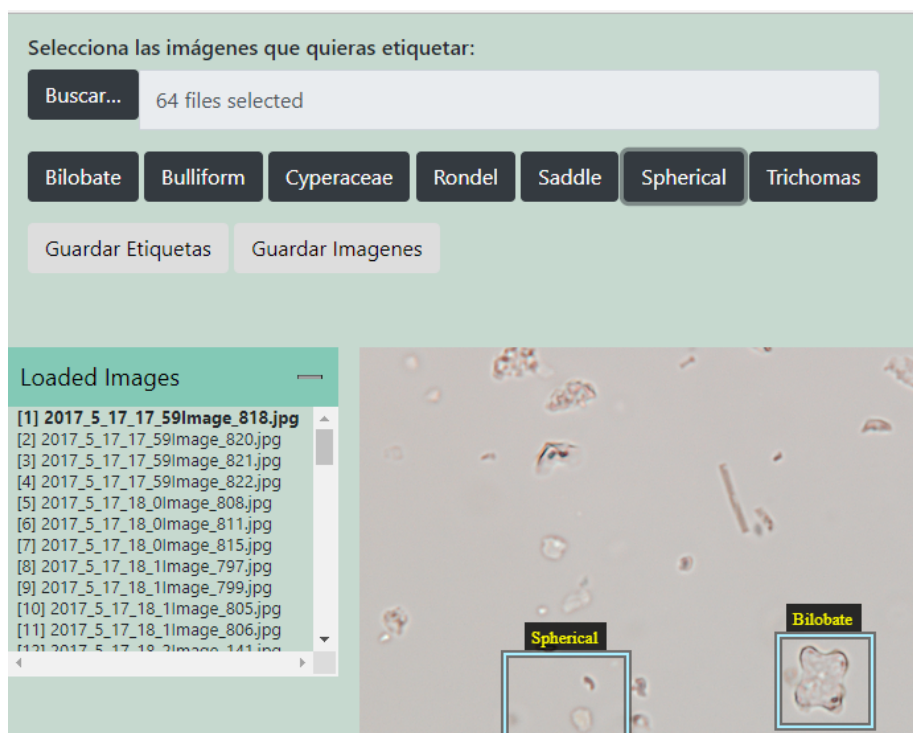 Selecciona las imágenes que quieras etiquetar:
Buscar... 64 files selected
Bilobate Bulliform Cyperaceae Rondel Saddle Spherical Trichomas
Guardar Etiquetas Guardar Imagenes
Loaded Images
[1] 2017_5_17_17_59Image_818.jpg
[2] 2017_5_17_17_59Image_820.jpg
[3] 2017_5_17_17_59Image_821.jpg
[4] 2017_5_17_17_59Image_822.jpg
[5] 2017_5_17_18_0Image_808.jpg
[6] 2017_5_17_18_0Image_811.jpg
[7] 2017_5_17_18_0Image_815.jpg
[8] 2017_5_17_18_1Image_797.jpg
[9] 2017_5_17_18_1Image_799.jpg
[10] 2017_5_17_18_1Image_805.jpg
[11] 2017_5_17_18_1Image_806.jpg
[12] 2017_5_17_18_2Image_141.jpg
Bilobate
Spherical